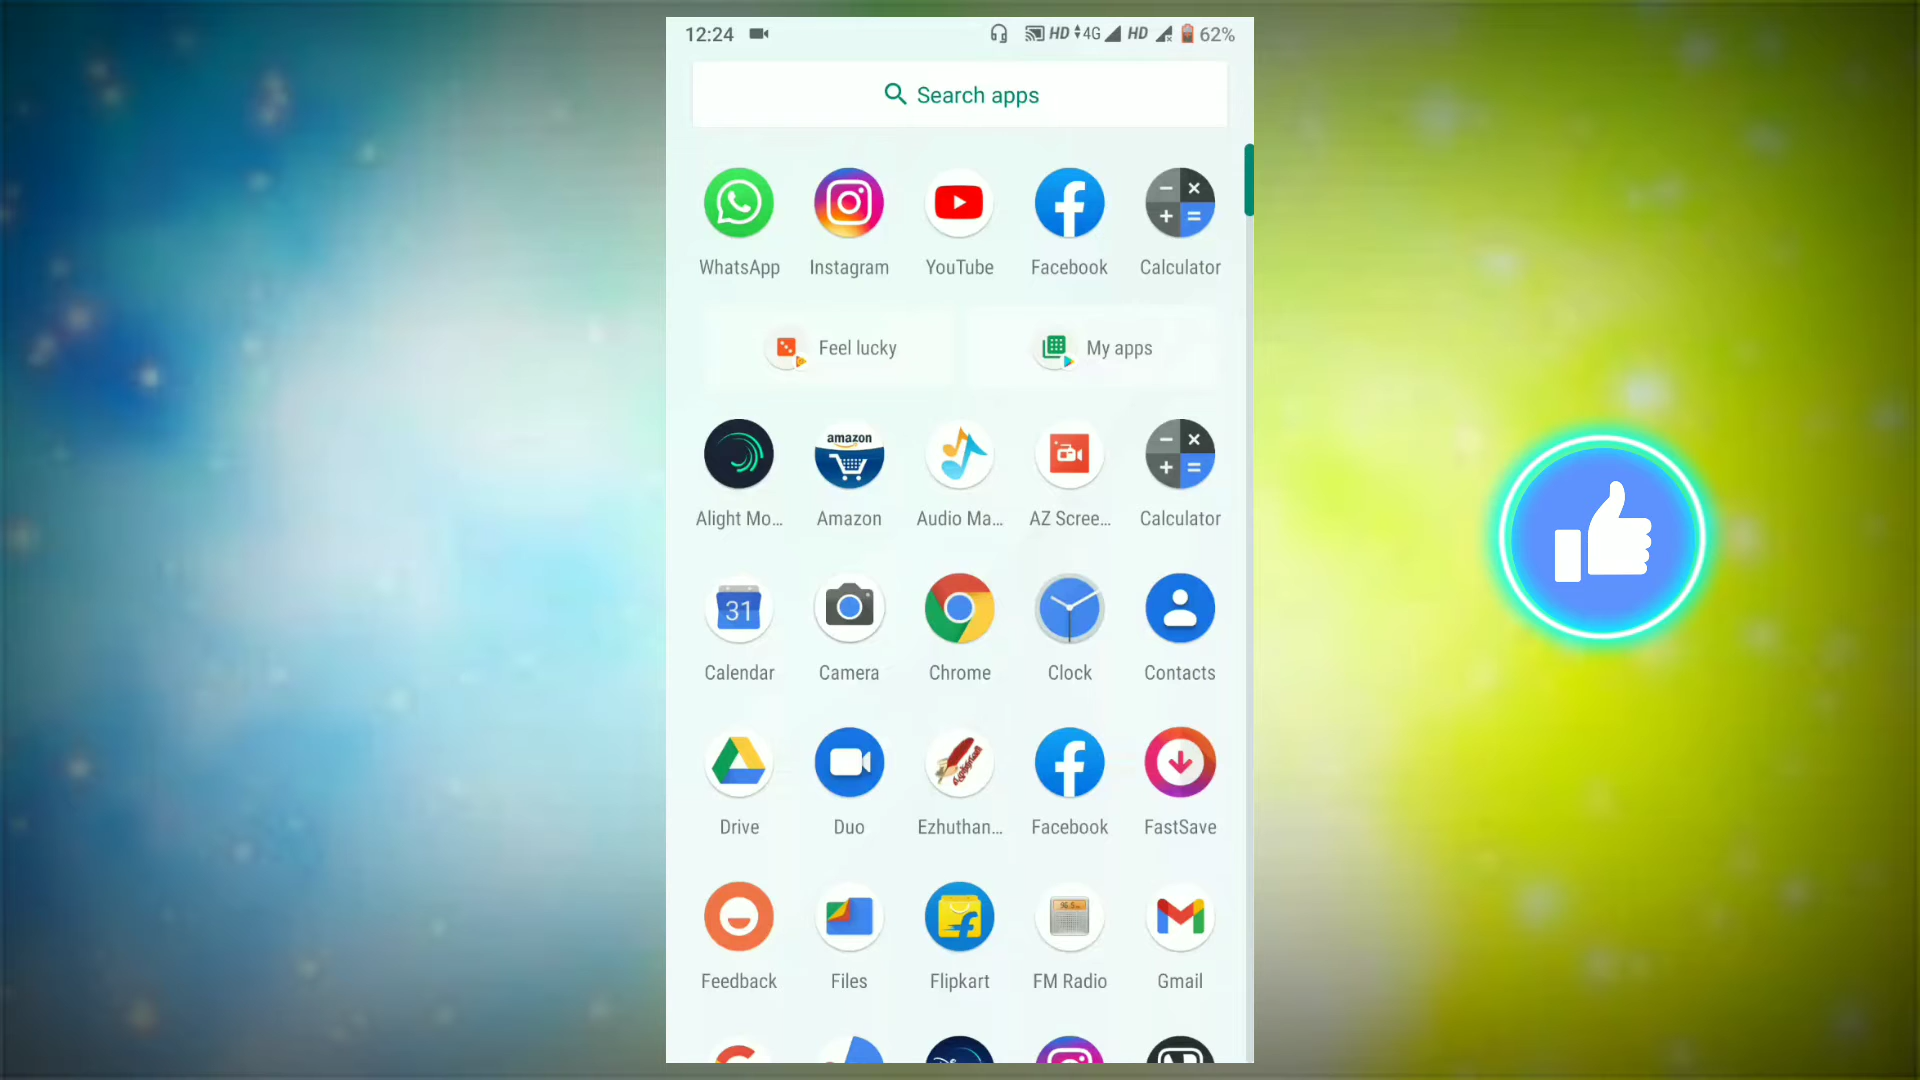 12:24 HD 4G HD 62%
Search apps
WhatsApp Instagram YouTube Facebook Calculator
Feel lucky My apps
amazon
Alight Mo... Amazon Audio Ma... AZ Scree... Calculator
31
Calendar Camera Chrome Clock Contacts
Drive Duo Ezhuthan... Facebook FastSave
Feedback Files Flipkart FM Radio Gmail